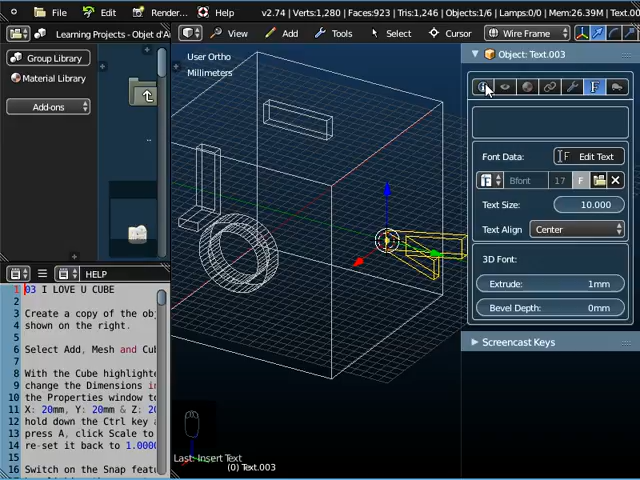 File
Edit
Render...
Help
v2.74 | Verts:1,280 | Faces:923 | Tris:1,246 | Objects:1/6 | Lamps:0/0 | Mem:26.39M | Text.00
Learning Projects - Objet d'A
View
Add
Tools
Select
Cursor
Wire Frame
Group Library
Material Library
Add-ons
..
User Ortho
Millimeters
Object: Text.003
F
Font Data:
F Edit Text
Bfont
17
F
Text Size:
10.000
Text Align
Center
3D Font:
Extrude:
1mm
Bevel Depth:
0mm
Screencast Keys
HELP
1 03 I LOVE U CUBE
2
3 Create a copy of the obj
4 shown on the right.
5
6 Select Add, Mesh and Cub
7
8 With the Cube highlighte
9 change the Dimensions in
10 the Properties window to
11 X: 20mm, Y: 20mm & Z: 20
12 hold down the Ctrl key a
13 press A, click Scale to
14 re-set it back to 1.0000
15
16 Switch on the Snap featu
Last: Insert Text
(0) Text.003